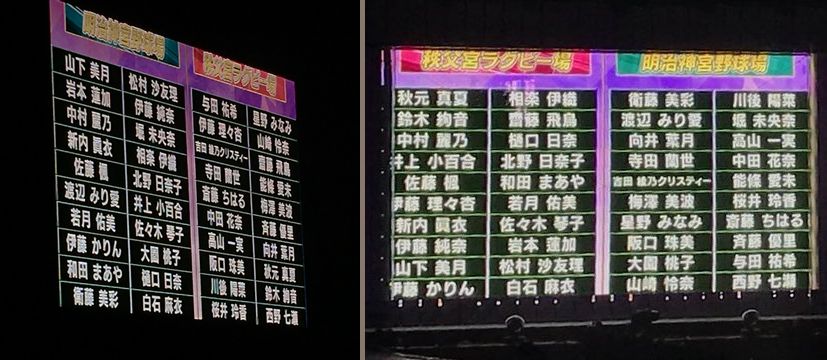 明治神宮野球場
山下 美月 松村 沙友理
岩本 蓮加 伊藤 純奈
中村 麗乃 堀 未央奈
新内 眞衣 相楽 伊織
佐藤 楓 北野 日奈子
渡辺 みり愛 井上 小百合
若月 佑美 佐々木 琴子
伊藤 かりん 大園 桃子
和田 まあや 樋口 日奈
衛藤 美彩 白石 麻衣
秩父宮ラグビー場
与田 祐希 星野 みなみ
伊藤 理々杏 山崎 怜奈
吉田 綾乃クリスティー 齋藤 飛鳥
寺田 蘭世 能條 愛未
斎藤 ちはる 梅澤 美波
中田 花奈 斉藤 優里
高山 一実 向井 葉月
阪口 珠美 秋元 真夏
川後 陽菜 鈴木 絢音
桜井 玲香 西野 七瀬
秩父宮ラグビー場
秋元 真夏 相楽 伊織
鈴木 絢音 齋藤 飛鳥
中村 麗乃 樋口 日奈
井上 小百合 北野 日奈子
佐藤 楓 和田 まあや
伊藤 理々杏 若月 佑美
新内 眞衣 佐々木 琴子
伊藤 純奈 岩本 蓮加
山下 美月 松村 沙友理
伊藤 かりん 白石 麻衣
明治神宮野球場
衛藤 美彩 川後 陽菜
渡辺 みり愛 堀 未央奈
向井 葉月 高山 一実
寺田 蘭世 中田 花奈
吉田 綾乃クリスティー 能條 愛未
梅澤 美波 桜井 玲香
星野 みなみ 斎藤 ちはる
阪口 珠美 斉藤 優里
大園 桃子 与田 祐希
山崎 怜奈 西野 七瀬